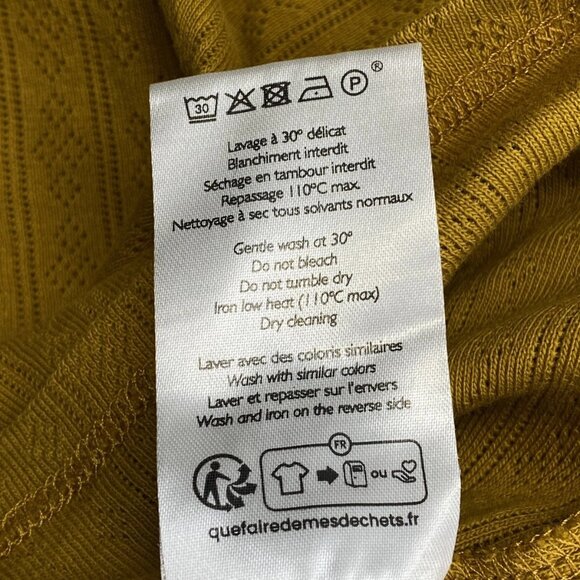 30 P ®
Lavage à 30° délicat
Blanchiment interdit
Séchage en tambour interdit
Repassage 110°C max.
Nettoyage à sec tous solvants normaux
Gentle wash at 30°
Do not bleach
Do not tumble dry
Iron low heat (110°C max)
Dry cleaning
Laver avec des coloris similaires
Wash with similar colors
Laver et repasser sur l'envers
Wash and iron on the reverse side
FR
ou
quefairedemesdechets.fr